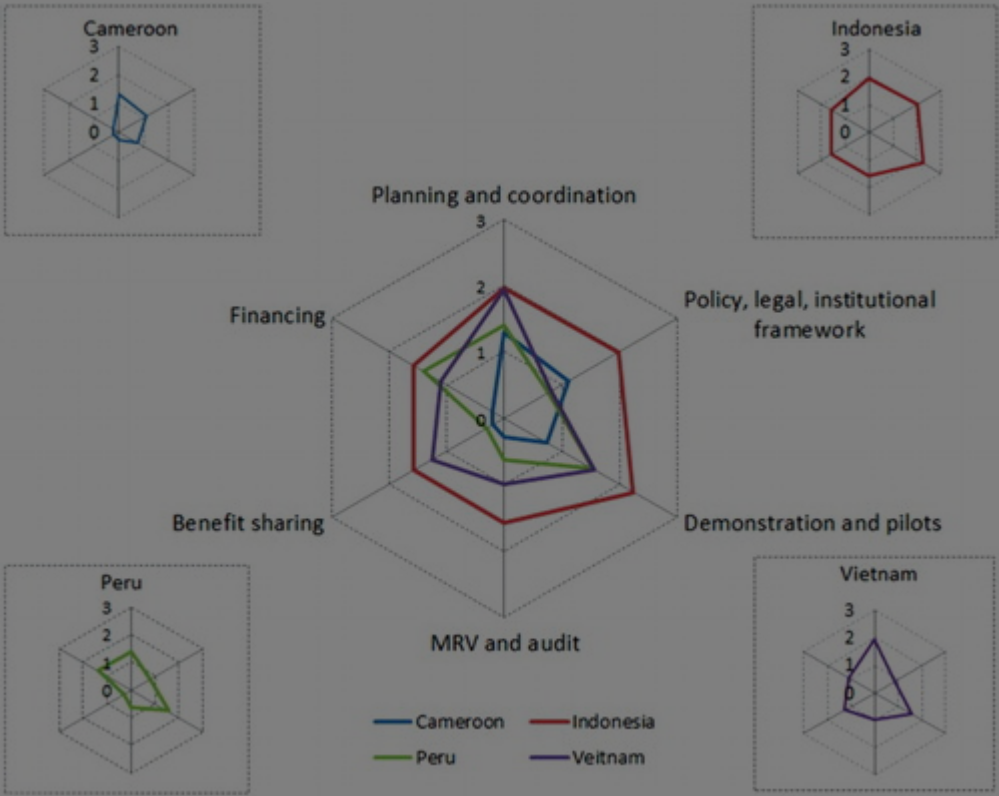 Cameroon
3
2
1
0
Indonesia
3
2
1
0
Planning and coordination
3
2
1
0
Financing
Policy, legal, institutional
framework
Benefit sharing
Demonstration and pilots
MRV and audit
Peru
3
2
1
0
Vietnam
3
2
1
0
Cameroon Indonesia
Peru Veitnam